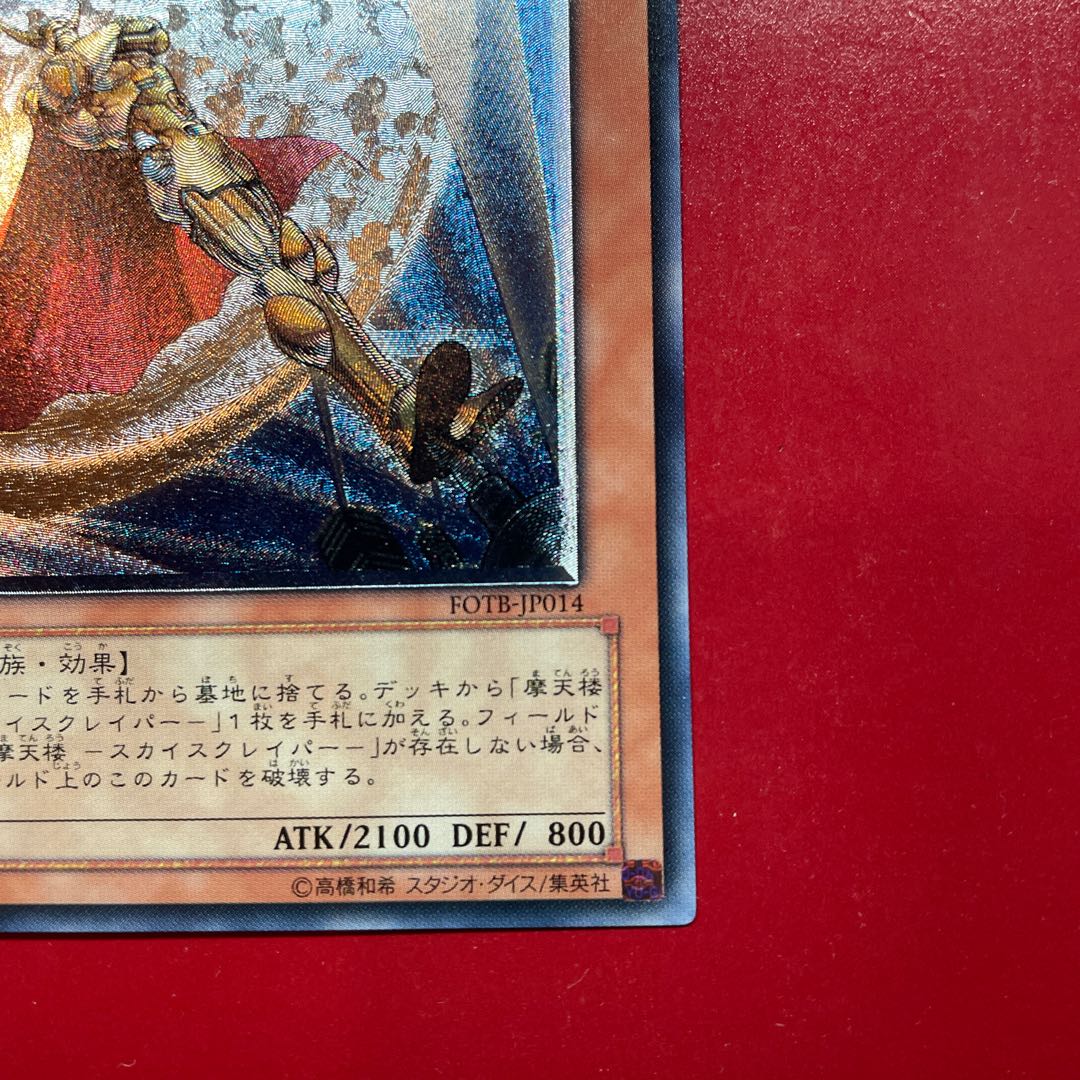 FOTB-JP014
族・効果】
ードを手札から墓地に捨てる。デッキから「摩天楼
イスクレイパー－」1枚を手札に加える。フィールド
摩天楼 －スカイスクレイパー－」が存在しない場合、
ルド上のこのカードを破壊する。
ATK/2100 DEF/ 800
©高橋和希 スタジオ・ダイス/集英社